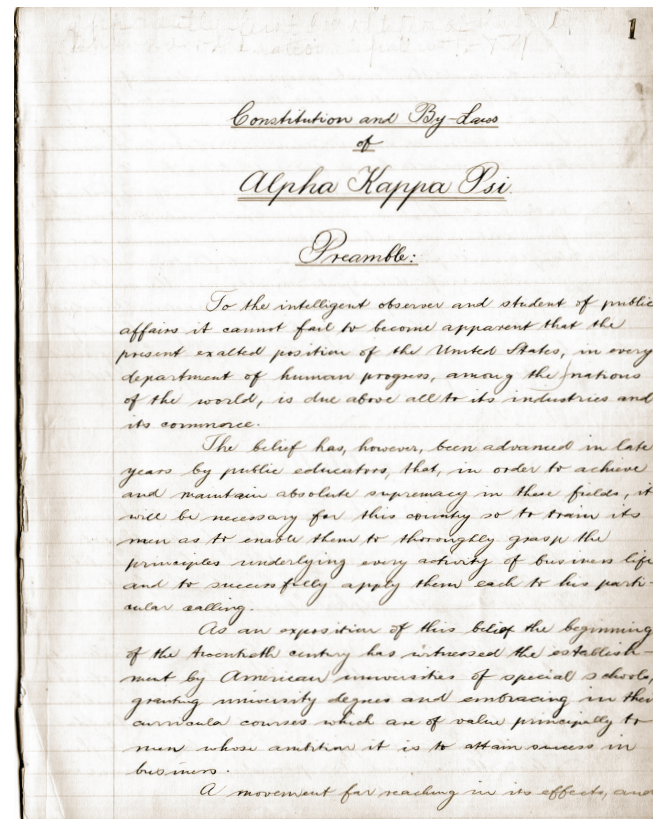 1
Constitution and By-Laws
of
Alpha Kappa Psi.
Preamble:
To the intelligent observer and student of public
affairs it cannot fail to become apparent that the
present exalted position of the United States, in every
department of human progress, among the nations
of the world, is due above all to its industries and
its commerce.
The belief has, however, been advanced in late
years by public educators, that, in order to achieve
and maintain absolute supremacy in these fields, it
will be necessary for this country so to train its
men as to enable them to thoroughly grasp the
principles underlying every activity of business life
and to successfully apply them each to his parti-
cular calling.
As an exposition of this belief the beginning
of the twentieth century has witnessed the establish-
ment by American universities of special schools,
granting university degrees and embracing in their
curricula courses which are of value principally to
men whose ambition it is to attain success in
business.
A movement far reaching in its effects, and